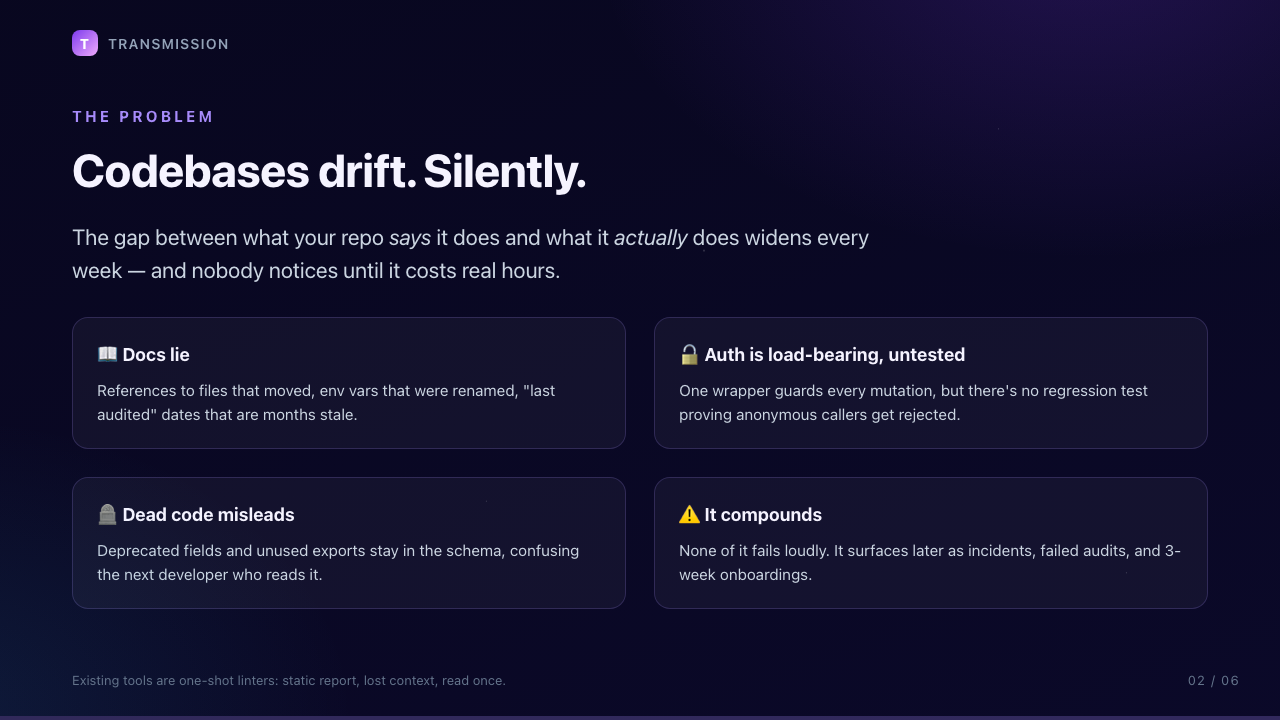 T TRANSMISSION
THE PROBLEM
Codebases drift. Silently.
The gap between what your repo says it does and what it actually does widens every
week — and nobody notices until it costs real hours.
📖 Docs lie
References to files that moved, env vars that were renamed, "last
audited" dates that are months stale.
🔓 Auth is load-bearing, untested
One wrapper guards every mutation, but there's no regression test
proving anonymous callers get rejected.
🪦 Dead code misleads
Deprecated fields and unused exports stay in the schema, confusing
the next developer who reads it.
⚠️ It compounds
None of it fails loudly. It surfaces later as incidents, failed audits, and 3-
week onboardings.
Existing tools are one-shot linters: static report, lost context, read once.
02 / 06